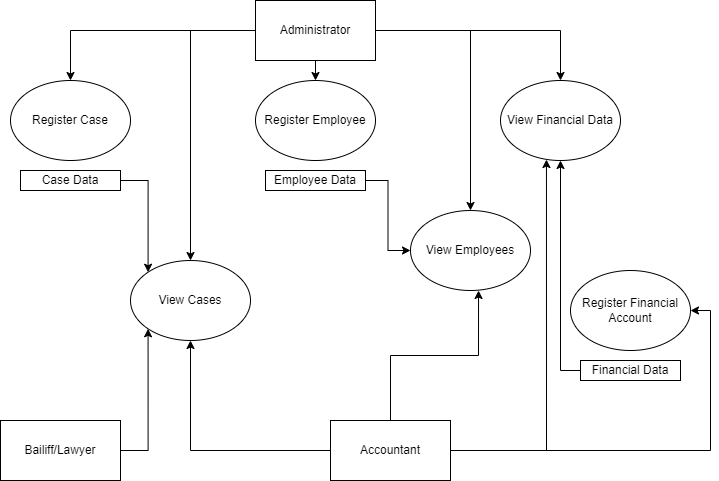 Administrator
Register Case
Register Employee
View Financial Data
Case Data
Employee Data
View Employees
View Cases
Register Financial
Account
Financial Data
Bailiff/Lawyer
Accountant